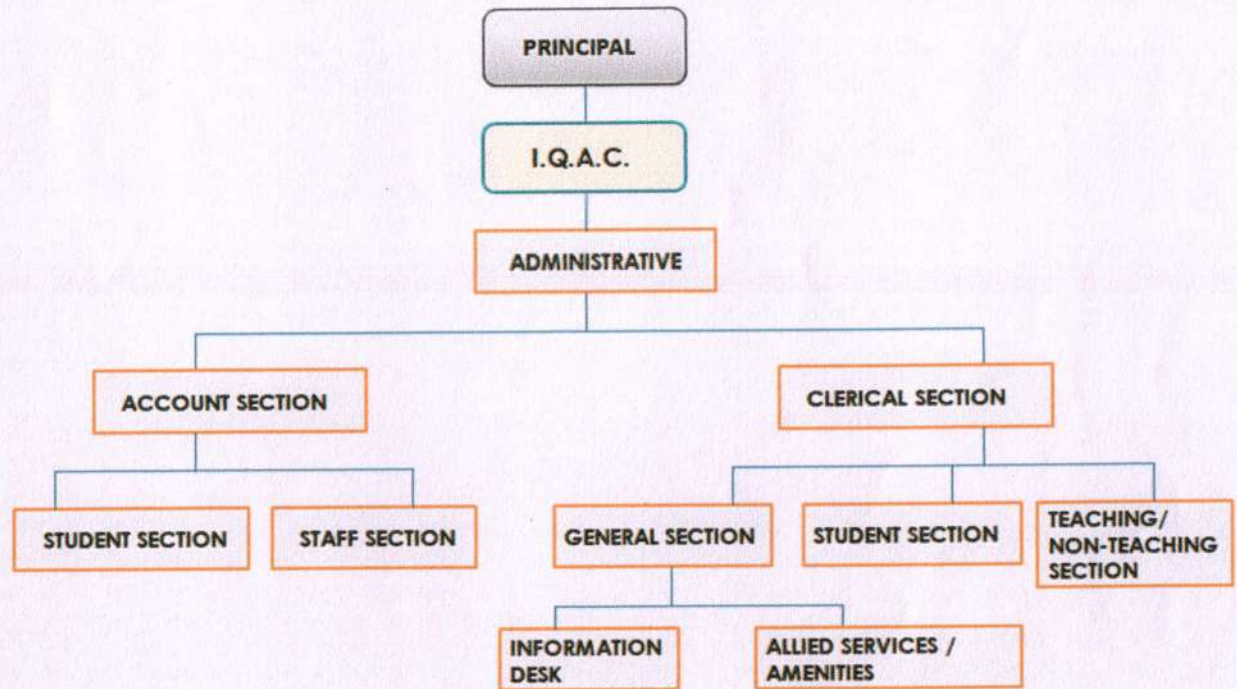 PRINCIPAL
I.Q.A.C.
ADMINISTRATIVE
ACCOUNT SECTION
CLERICAL SECTION
STUDENT SECTION
STAFF SECTION
GENERAL SECTION
STUDENT SECTION
TEACHING/
NON-TEACHING
SECTION
INFORMATION
DESK
ALLIED SERVICES /
AMENITIES